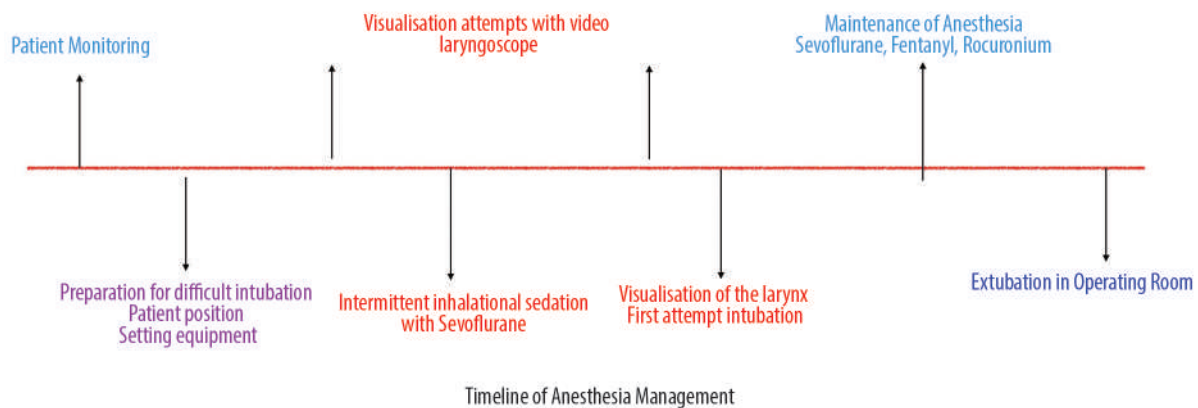 Patient Monitoring
Visualisation attempts with video
laryngoscope
Maintenance of Anesthesia
Sevoflurane, Fentanyl, Rocuronium
Preparation for difficult intubation
Patient position
Setting equipment
Intermittent inhalational sedation
with Sevoflurane
Visualisation of the larynx
First attempt intubation
Extubation in Operating Room
Timeline of Anesthesia Management